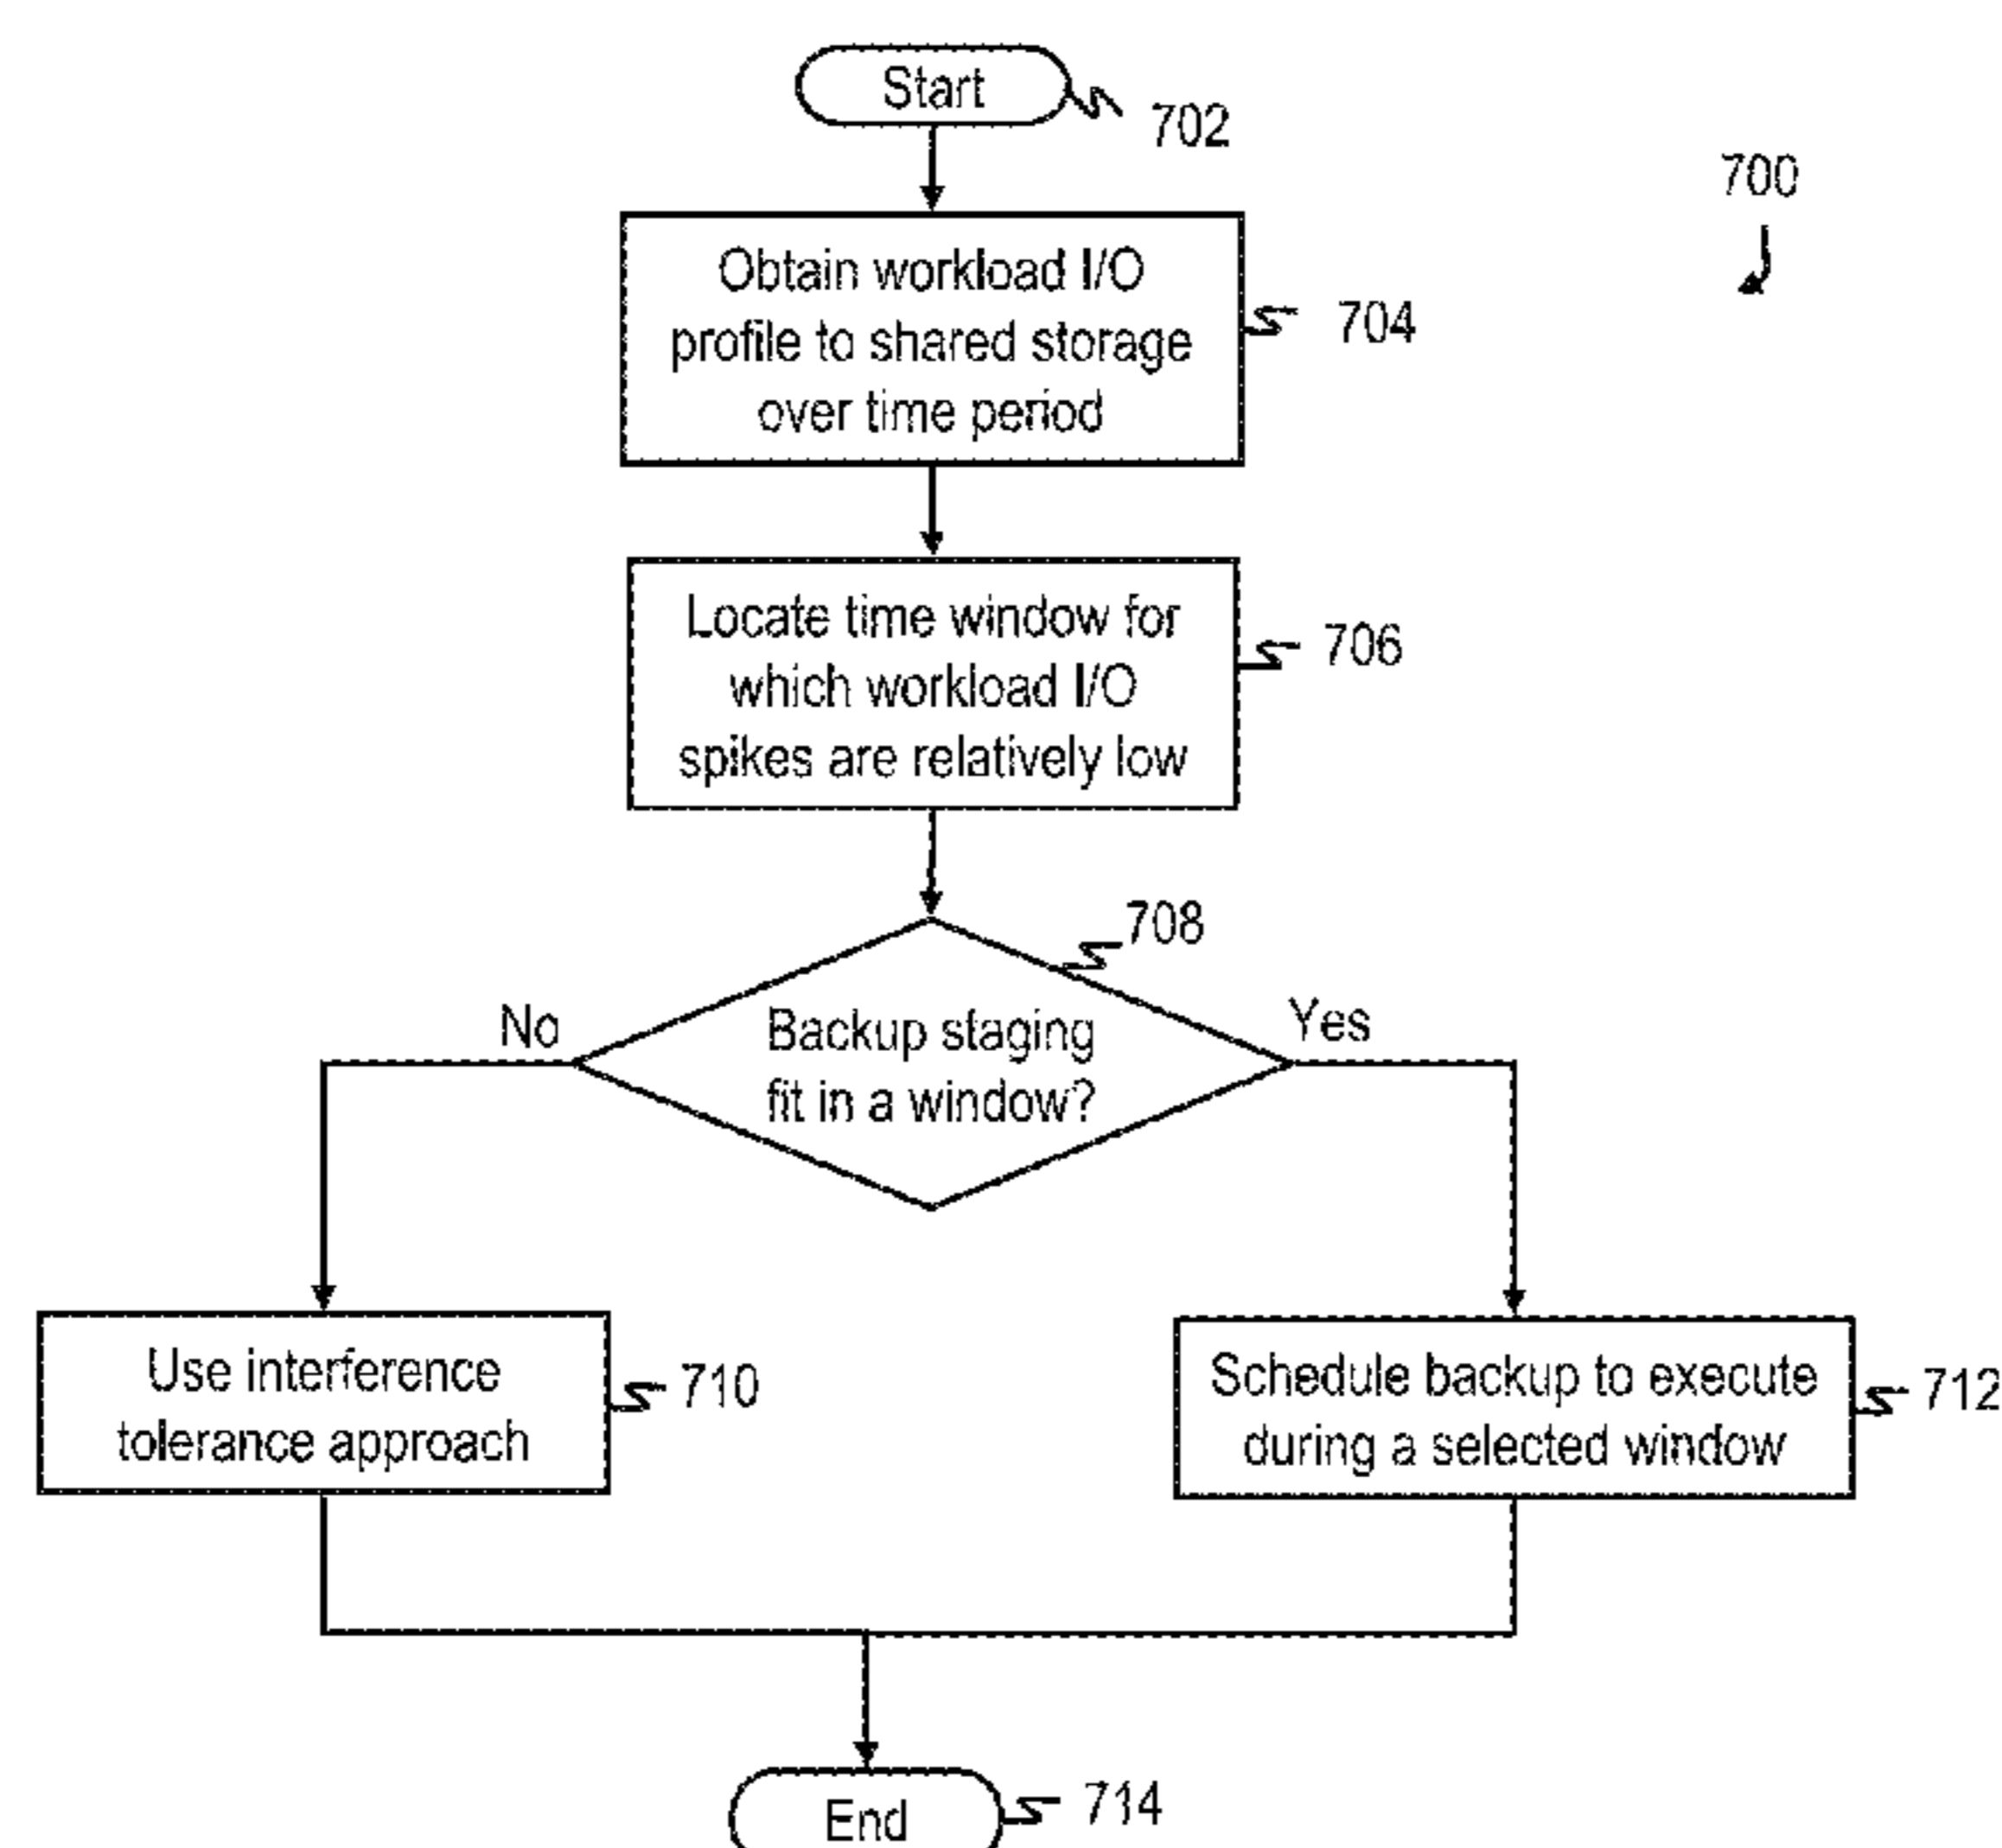 Start
702
700
Obtain workload I/O
profile to shared storage
over time period
704
Locate time window for
which workload I/O
spikes are relatively low
706
708
No
Backup staging
fit in a window?
Yes
Use interference
tolerance approach
710
Schedule backup to execute
during a selected window
712
End
714